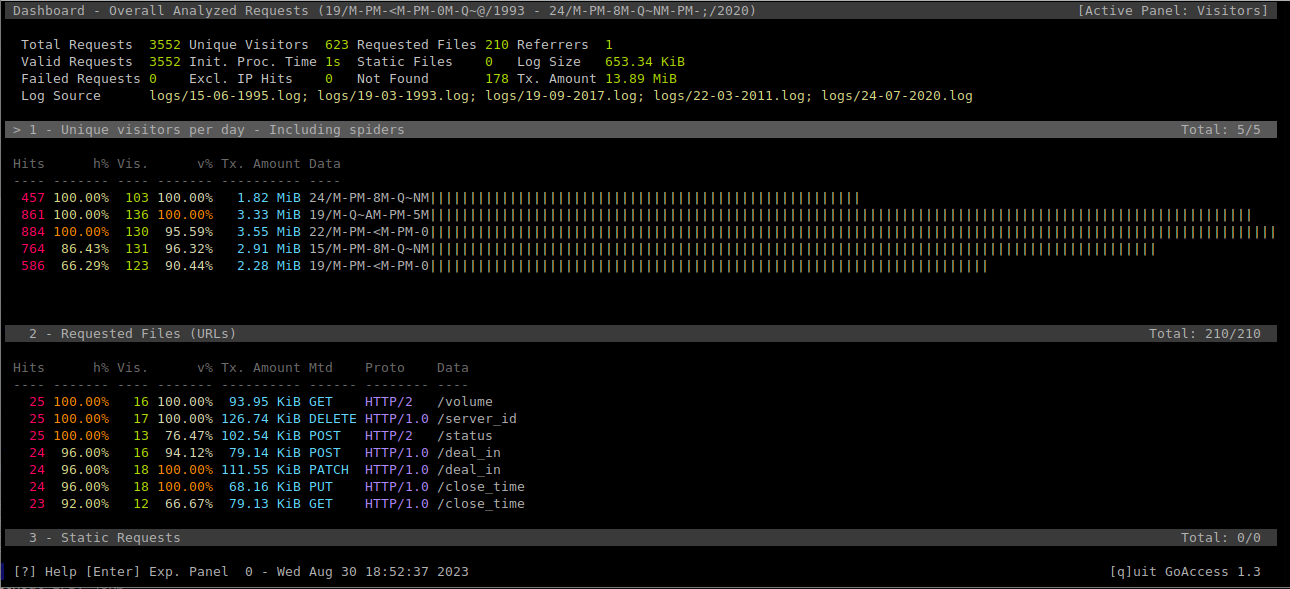 Dashboard - Overall Analyzed Requests (19/M-PM-<M-PM-0M-Q~@/1993 - 24/M-PM-8M-Q~NM-PM-;/2020) [Active Panel: Visitors]
Total Requests 3552 Unique Visitors 623 Requested Files 210 Referrers 1
Valid Requests 3552 Init. Proc. Time 1s Static Files 0 Log Size 653.34 KiB
Failed Requests 0 Excl. IP Hits 0 Not Found 178 Tx. Amount 13.89 MiB
Log Source logs/15-06-1995.log; logs/19-03-1993.log; logs/19-09-2017.log; logs/22-03-2011.log; logs/24-07-2020.log
> 1 - Unique visitors per day - Including spiders Total: 5/5
Hits h% Vis. v% Tx. Amount Data
---- ------- ---- ------- ---------- ----
457 100.00% 103 100.00% 1.82 MiB 24/M-PM-8M-Q~NM
861 100.00% 136 100.00% 3.33 MiB 19/M-Q~AM-PM-5M
884 100.00% 130 95.59% 3.55 MiB 22/M-PM-<M-PM-0
764 86.43% 131 96.32% 2.91 MiB 15/M-PM-8M-Q~NM
586 66.29% 123 90.44% 2.28 MiB 19/M-PM-<M-PM-0
2 - Requested Files (URLs) Total: 210/210
Hits h% Vis. v% Tx. Amount Mtd Proto Data
---- ------- ---- ------- ---------- ------ -------- ----
25 100.00% 16 100.00% 93.95 KiB GET HTTP/2 /volume
25 100.00% 17 100.00% 126.74 KiB DELETE HTTP/1.0 /server_id
25 100.00% 13 76.47% 102.54 KiB POST HTTP/2 /status
24 96.00% 16 94.12% 79.14 KiB POST HTTP/1.0 /deal_in
24 96.00% 18 100.00% 111.55 KiB PATCH HTTP/1.0 /deal_in
24 96.00% 18 100.00% 68.16 KiB PUT HTTP/1.0 /close_time
23 92.00% 12 66.67% 79.13 KiB GET HTTP/1.0 /close_time
3 - Static Requests Total: 0/0
[?] Help [Enter] Exp. Panel 0 - Wed Aug 30 18:52:37 2023 [q]uit GoAccess 1.3